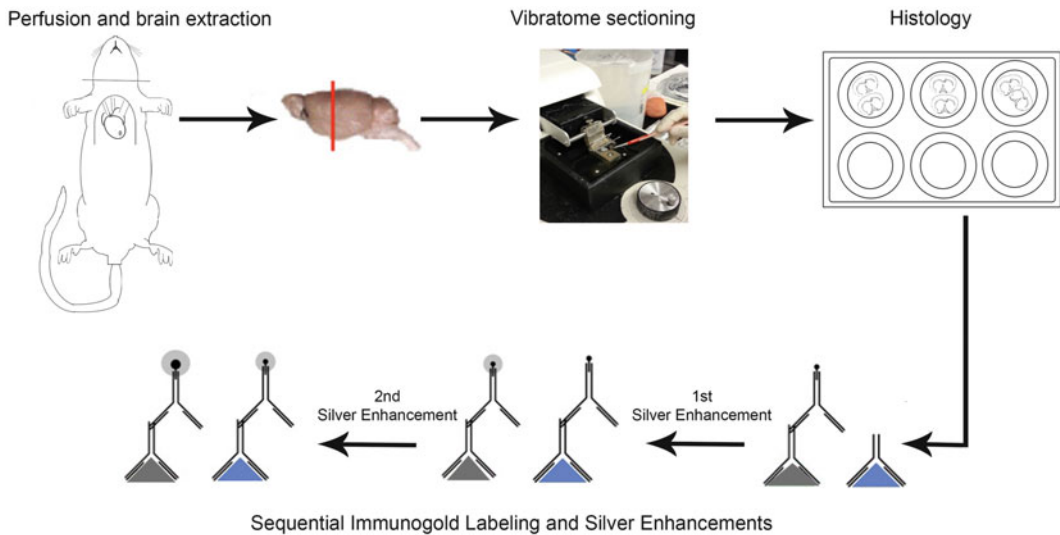 Perfusion and brain extraction
Vibratome sectioning
Histology
2nd
Silver Enhancement
1st
Silver Enhancement
Sequential Immunogold Labeling and Silver Enhancements